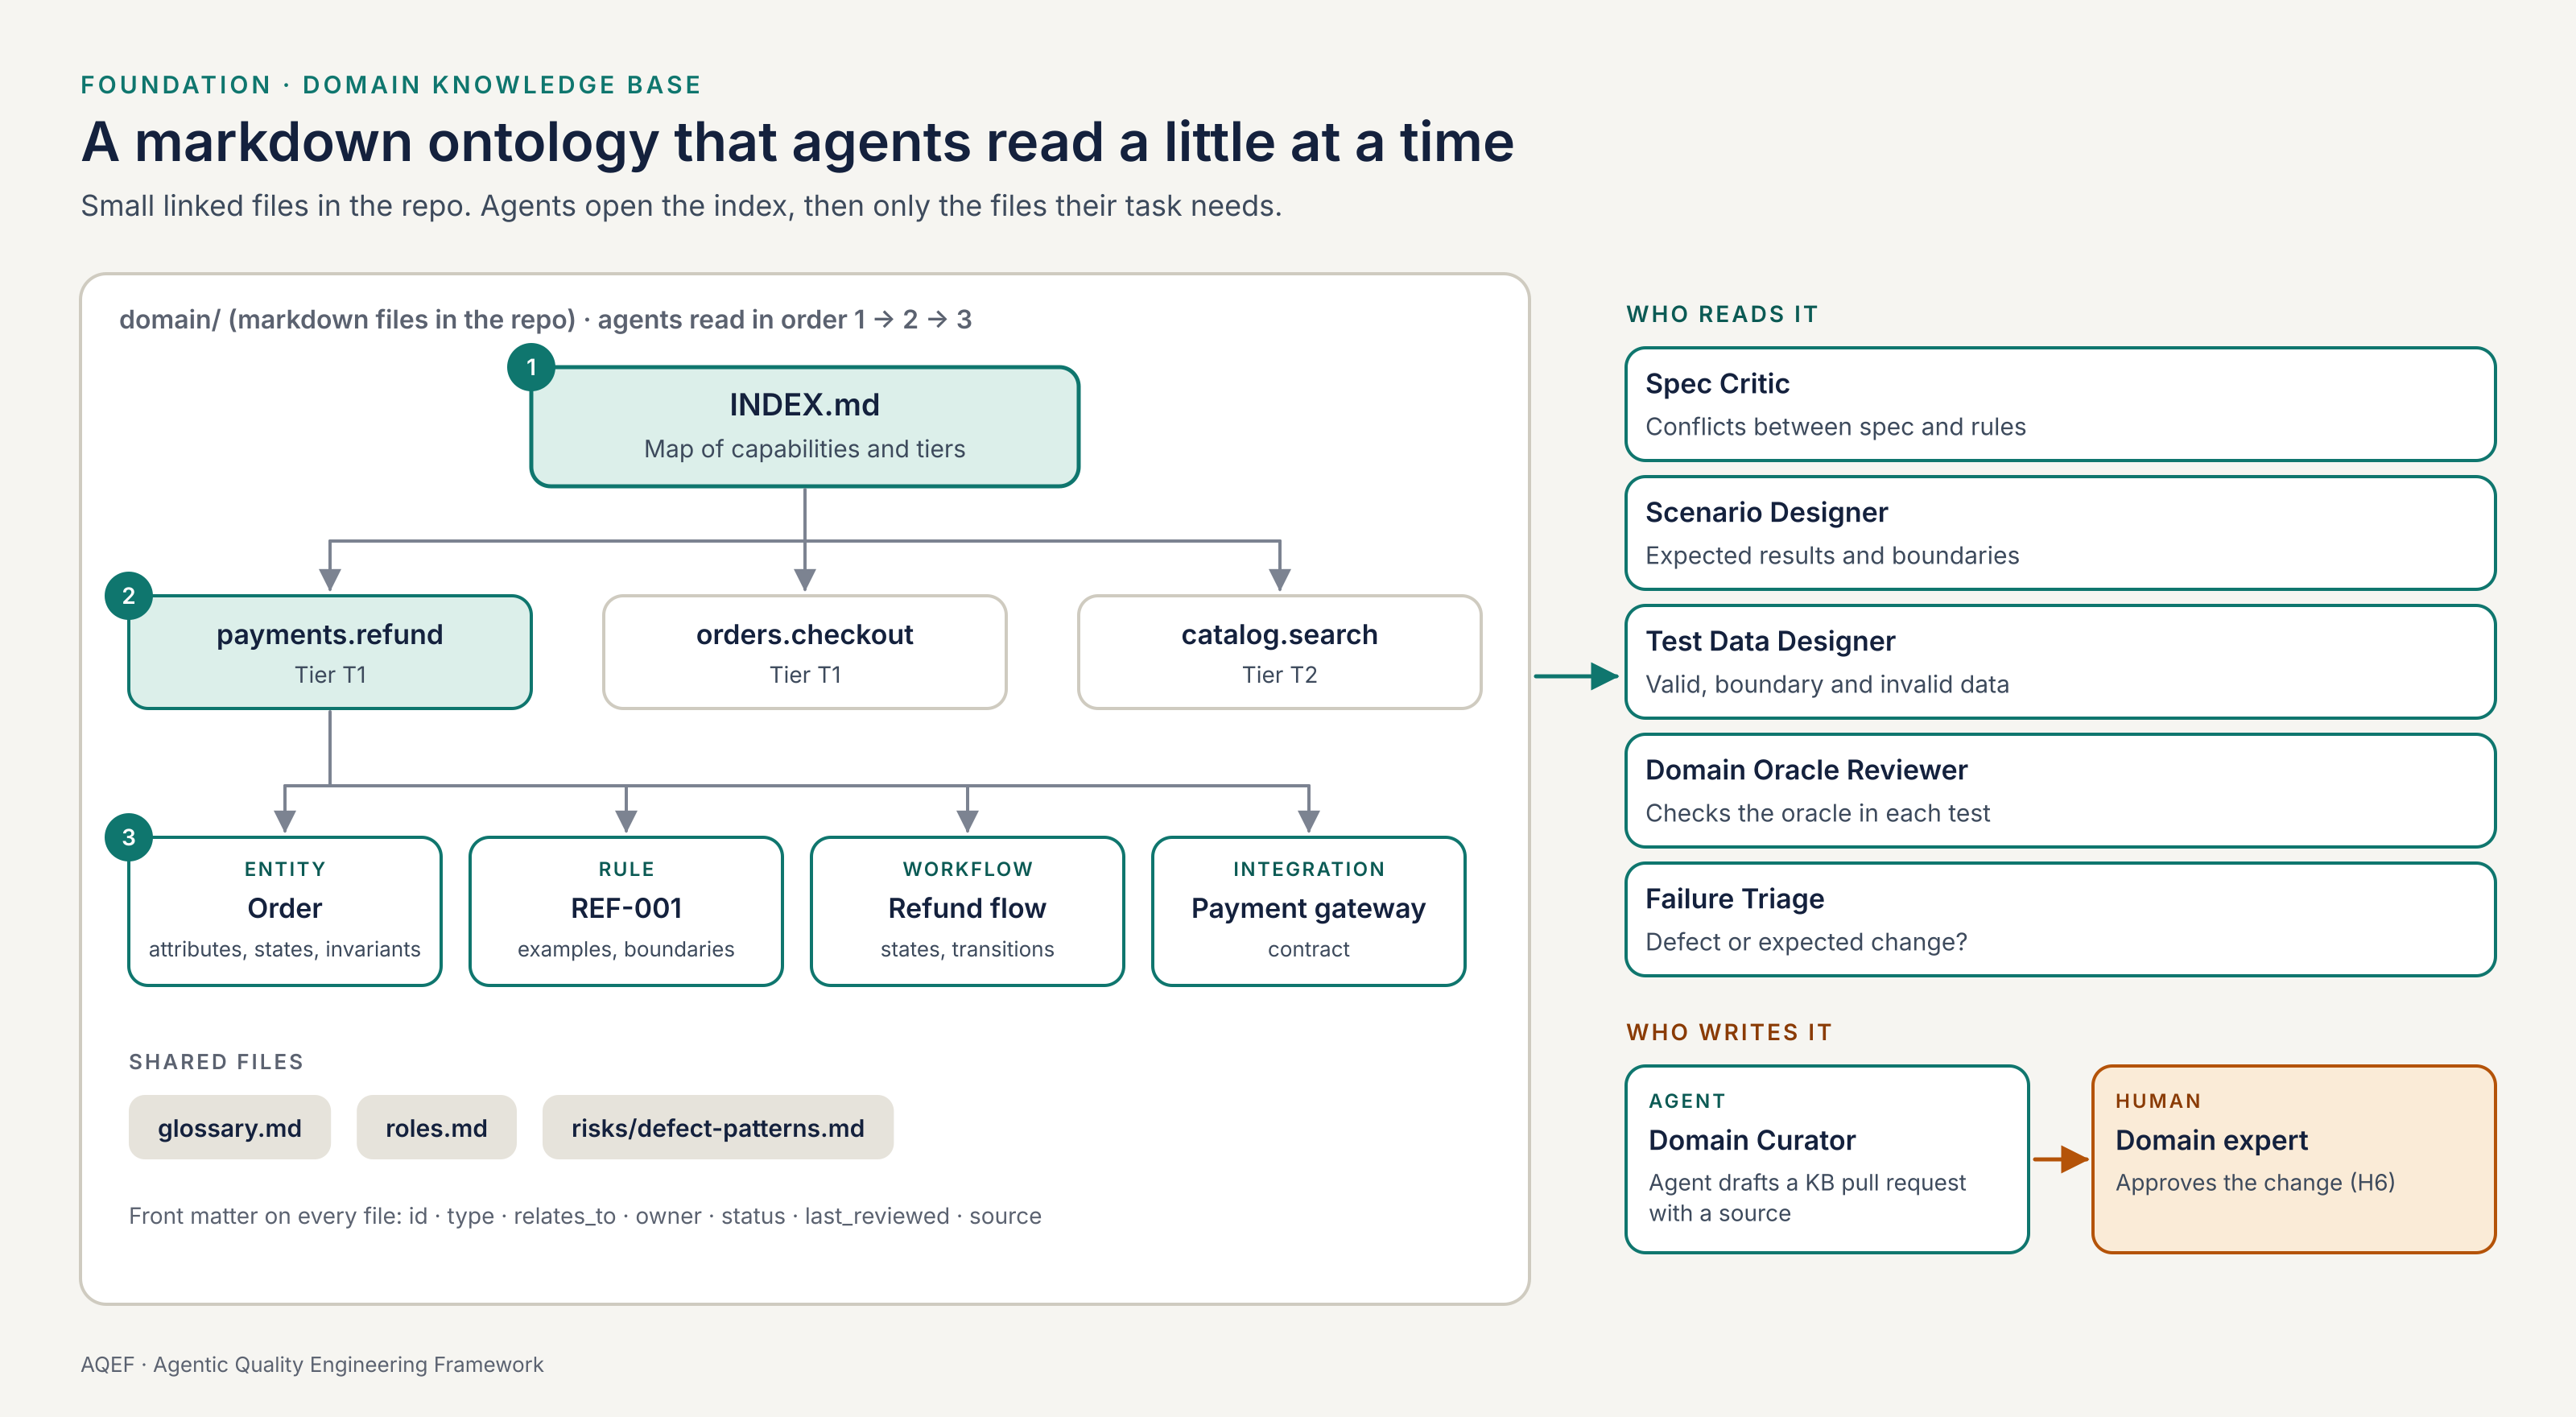 FOUNDATION · DOMAIN KNOWLEDGE BASE
A markdown ontology that agents read a little at a time
Small linked files in the repo. Agents open the index, then only the files their task needs.
domain/ (markdown files in the repo) · agents read in order 1 → 2 → 3
1
INDEX.md
Map of capabilities and tiers
2
payments.refund
Tier T1
orders.checkout
Tier T1
catalog.search
Tier T2
3
ENTITY
Order
attributes, states, invariants
RULE
REF-001
examples, boundaries
WORKFLOW
Refund flow
states, transitions
INTEGRATION
Payment gateway
contract
SHARED FILES
glossary.md
roles.md
risks/defect-patterns.md
Front matter on every file: id · type · relates_to · owner · status · last_reviewed · source
WHO READS IT
Spec Critic
Conflicts between spec and rules
Scenario Designer
Expected results and boundaries
Test Data Designer
Valid, boundary and invalid data
Domain Oracle Reviewer
Checks the oracle in each test
Failure Triage
Defect or expected change?
WHO WRITES IT
AGENT
Domain Curator
Agent drafts a KB pull request
with a source
HUMAN
Domain expert
Approves the change (H6)
AQEF · Agentic Quality Engineering Framework